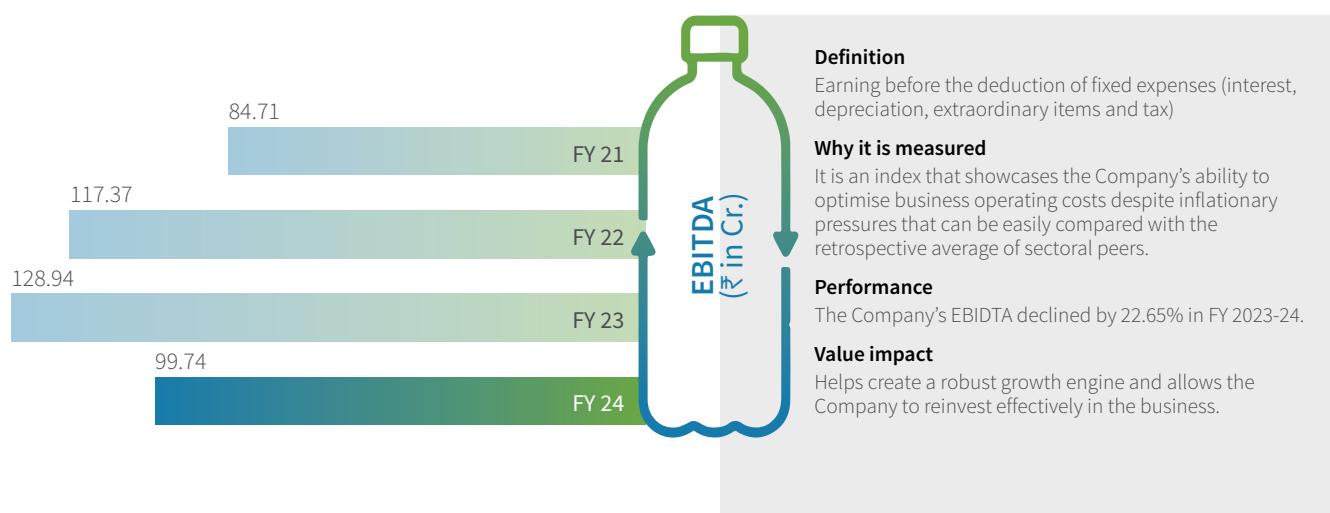 84.71
FY 21
117.37
FY 22
128.94
FY 23
99.74
FY 24
EBITDA
(₹ in Cr.)
Definition
Earning before the deduction of fixed expenses (interest,
depreciation, extraordinary items and tax)
Why it is measured
It is an index that showcases the Company’s ability to
optimise business operating costs despite inflationary
pressures that can be easily compared with the
retrospective average of sectoral peers.
Performance
The Company’s EBIDTA declined by 22.65% in FY 2023-24.
Value impact
Helps create a robust growth engine and allows the
Company to reinvest effectively in the business.